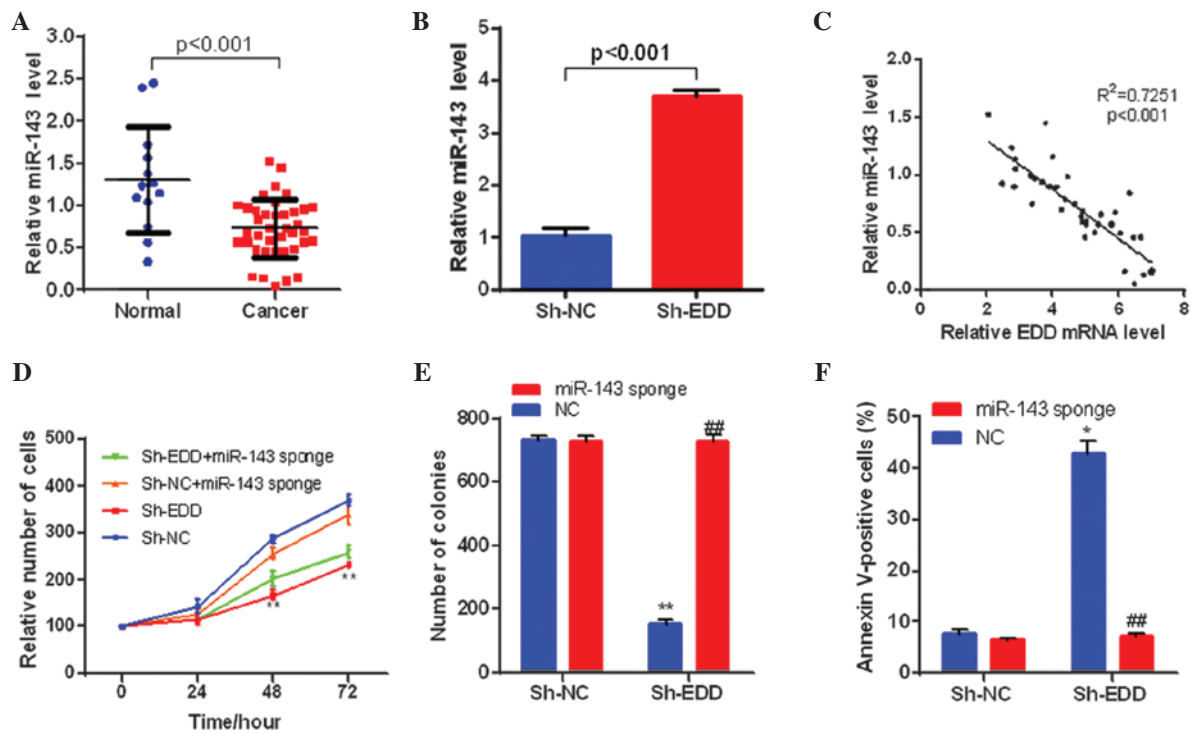 A
Relative miR-143 level
3.0
2.5
2.0
1.5
1.0
0.5
0.0
p<0.001
Normal
Cancer
B
Relative miR-143 level
5
4
3
2
1
0
p<0.001
Sh-NC
Sh-EDD
C
Relative miR-143 level
2.0
1.5
1.0
0.5
0.0
R²=0.7251
p<0.001
0
2
4
6
8
Relative EDD mRNA level
D
Relative number of cells
500
400
300
200
100
0
Sh-EDD+miR-143 sponge
Sh-NC+miR-143 sponge
Sh-EDD
Sh-NC
**
**
0
24
48
72
Time/hour
E
miR-143 sponge
NC
Number of colonies
800
600
400
200
0
**
##
Sh-NC
Sh-EDD
F
miR-143 sponge
NC
Annexin V-positive cells (%)
50
40
30
20
10
0
*
##
Sh-NC
Sh-EDD